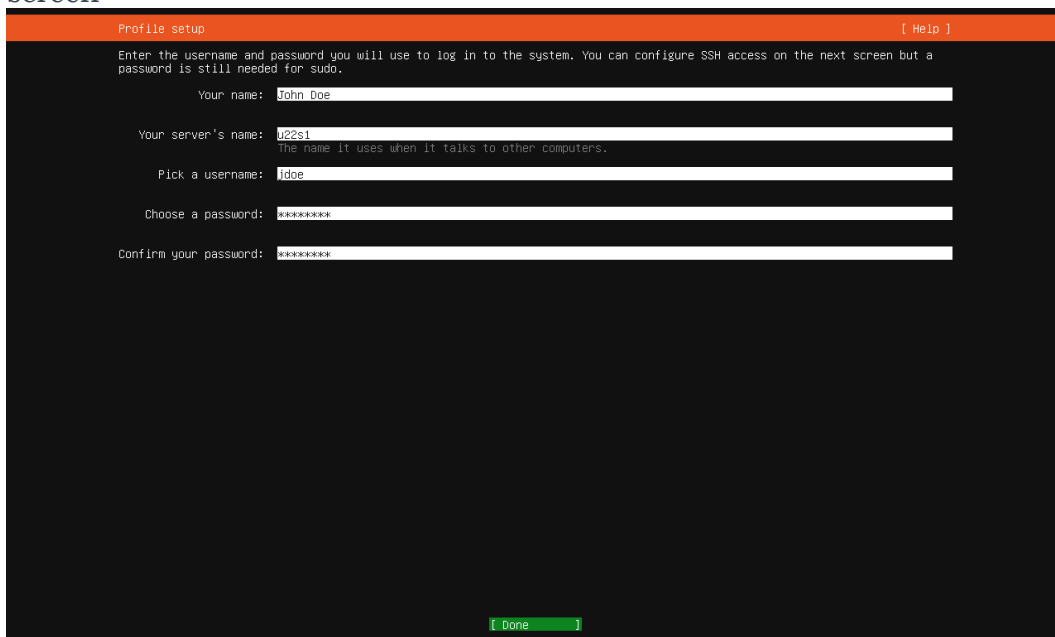 screen
Profile setup [ Help ]
Enter the username and password you will use to log in to the system. You can configure SSH access on the next screen but a
password is still needed for sudo.
Your name: John Doe
Your server's name: u22s1
The name it uses when it talks to other computers.
Pick a username: jdoe
Choose a password: ********
Confirm your password: ********
[ Done ]